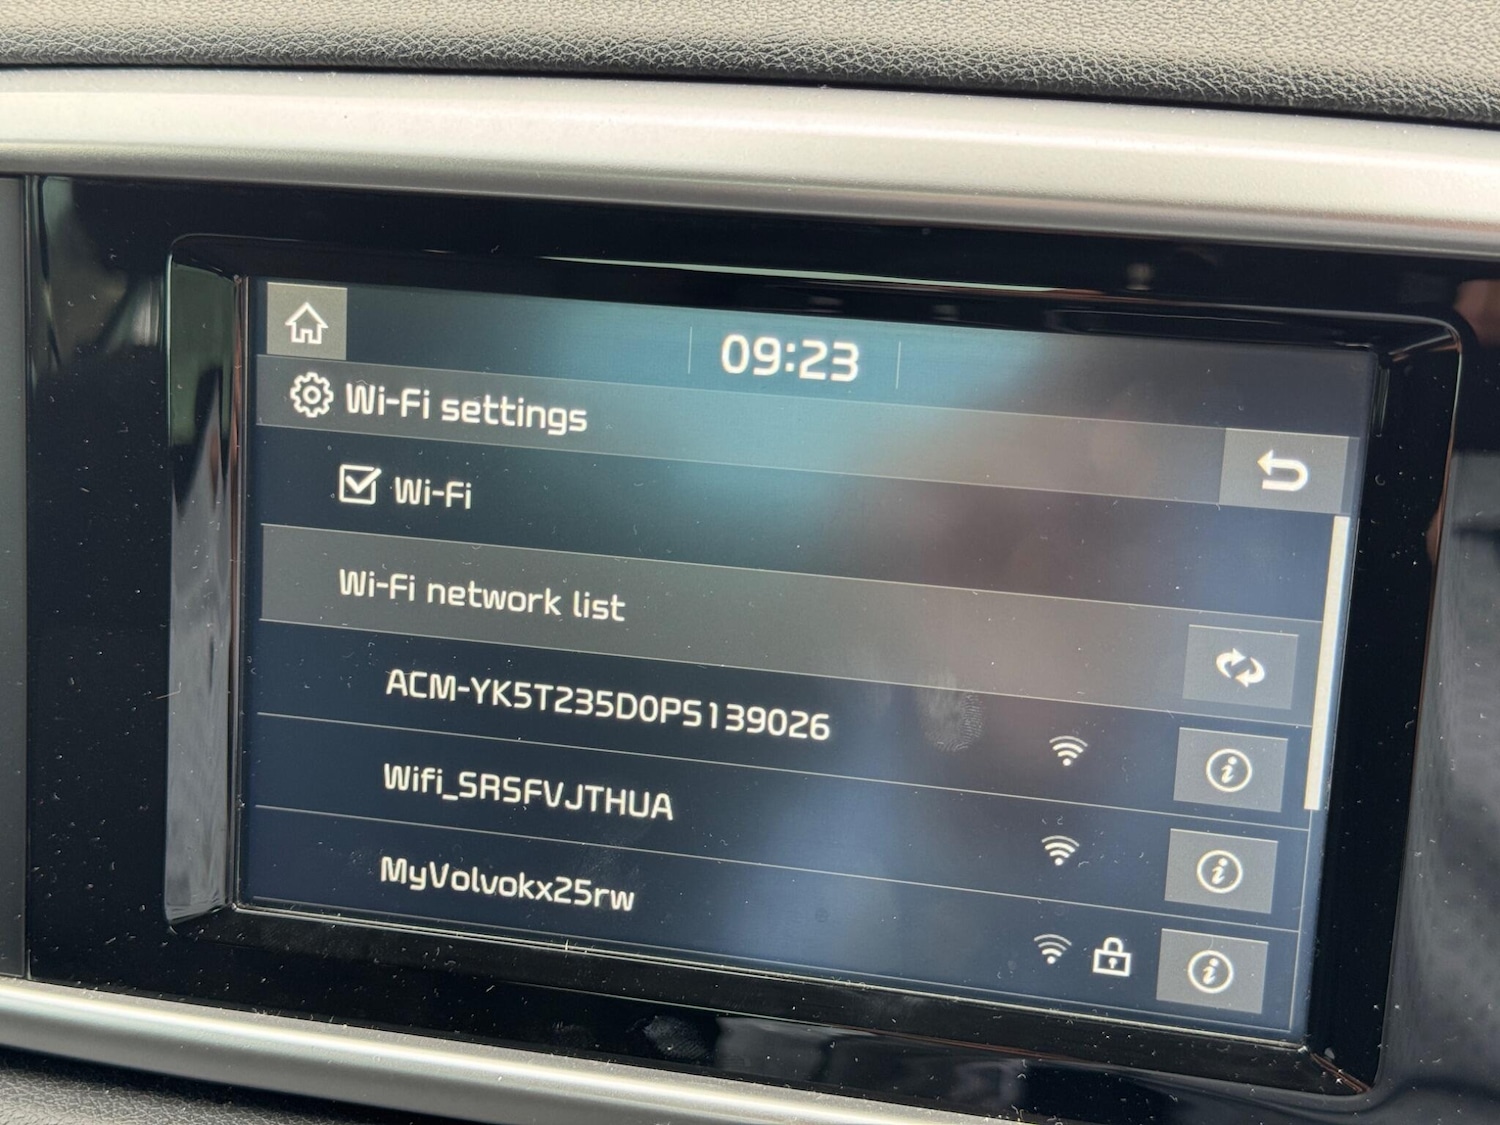 09:23
Wi-Fi settings
Wi-Fi
Wi-Fi network list
ACM-YK5T235D0PS139026
Wifi_SRSFVJTHUA
MyVolvokx25rw